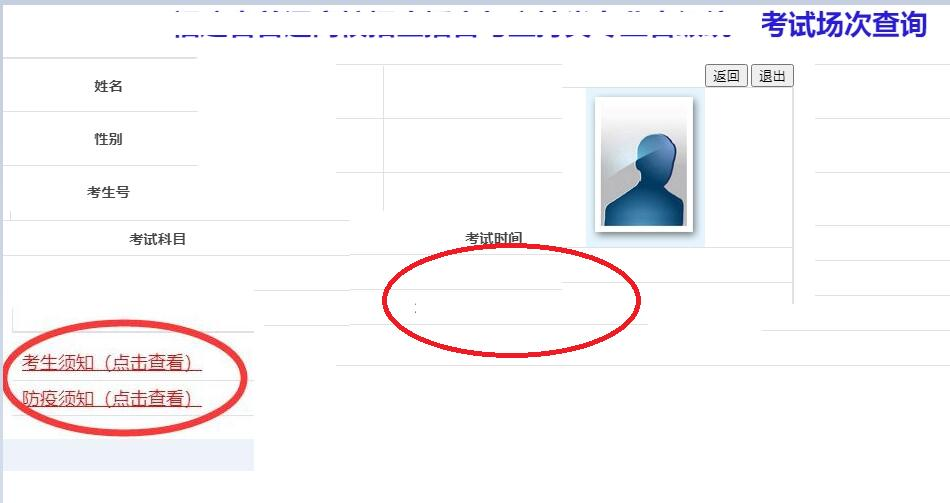 考试场次查询
返回 退出
姓名
性别
考生号
考试科目 考试时间
考生须知（点击查看）
防疫须知（点击查看）